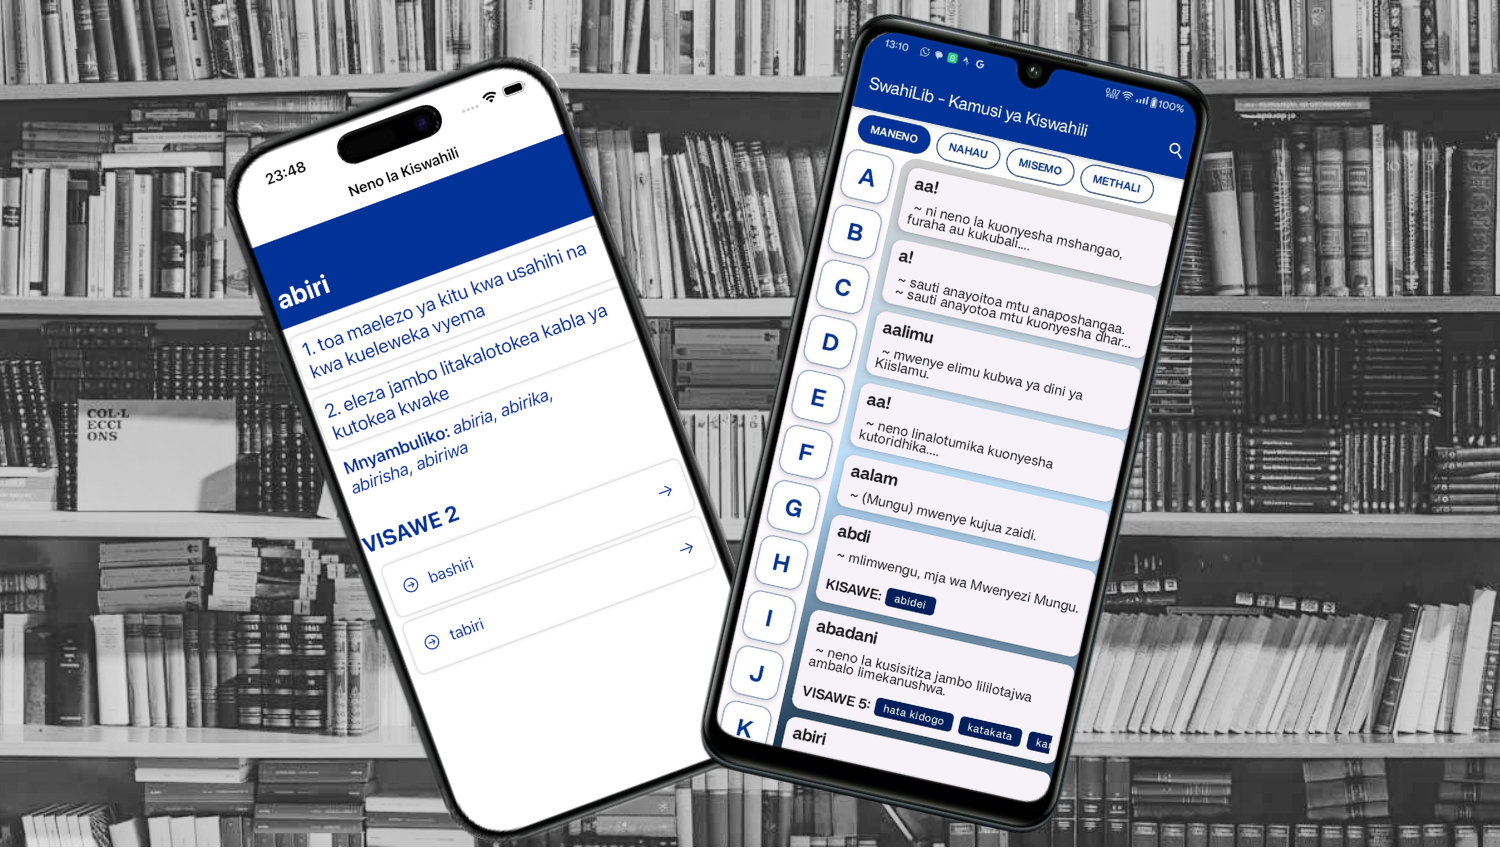 COL·L
ECCI
ONS
23:48
Neno la Kiswahili
abiri
1. toa maelezo ya kitu kwa usahihi na
kwa kueleweka vyema
2. eleza jambo litakalotokea kabla ya
kutokea kwake
Mnyambuliko: abiria, abirika,
abirisha, abiriwa
VISAWE 2
bashiri
tabiri
13:10
100%
SwahiLib - Kamusi ya Kiswahili
MANENO
NAHAU
MISEMO
METHALI
A
B
C
D
E
F
G
H
I
J
K
aa!
~ ni neno la kuonyesha mshangao,
furaha au kukubali....
a!
~ sauti anayoitoa mtu anaposhangaa.
~ sauti anayotoa mtu kuonyesha dhar...
aalimu
~ mwenye elimu kubwa ya dini ya
Kiislamu.
aa!
~ neno linalotumika kuonyesha
kutoridhika....
aalam
~ (Mungu) mwenye kujua zaidi.
abdi
~ mlimwengu, mja wa Mwenyezi Mungu.
KISAWE: abidei
abadani
~ neno la kusisitiza jambo lililotajwa
ambalo limekanushwa.
VISAWE 5: hata kidogo katakata
abiri